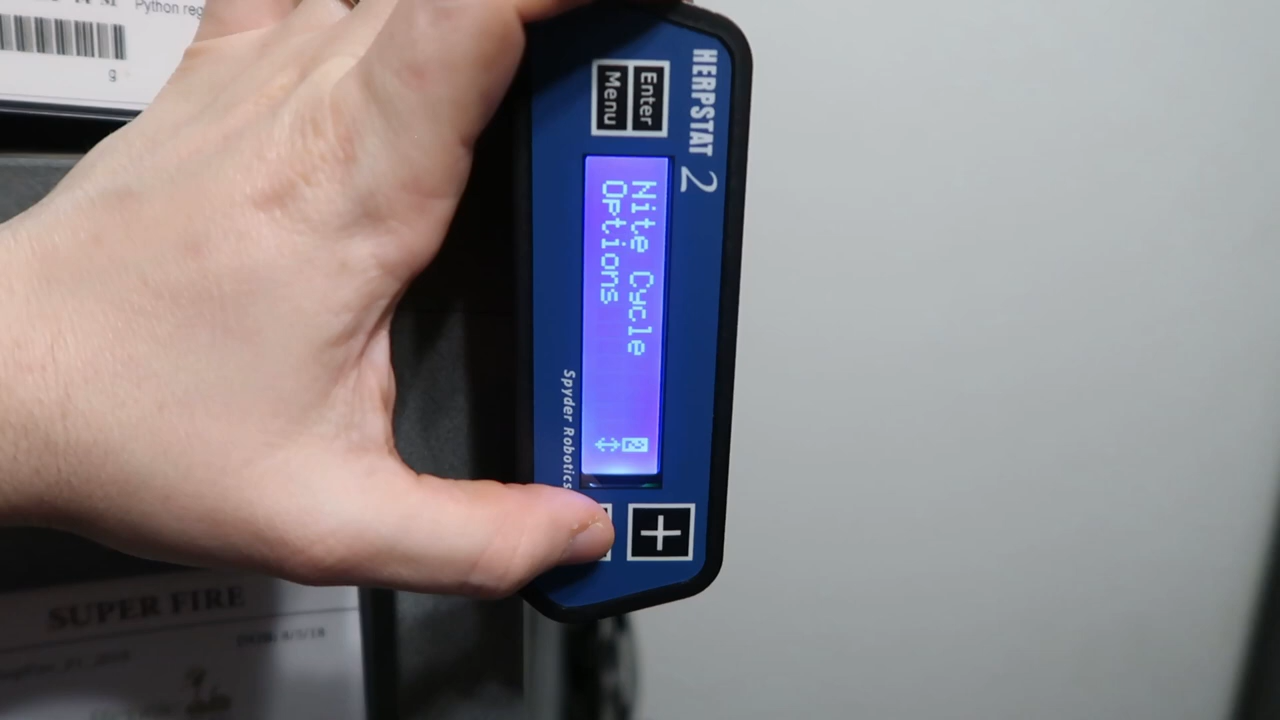 Python reg
g
HERPSTAT 2
Enter
Menu
Nite Cycle
Options
Spyder Robotics
+
SUPER FIRE